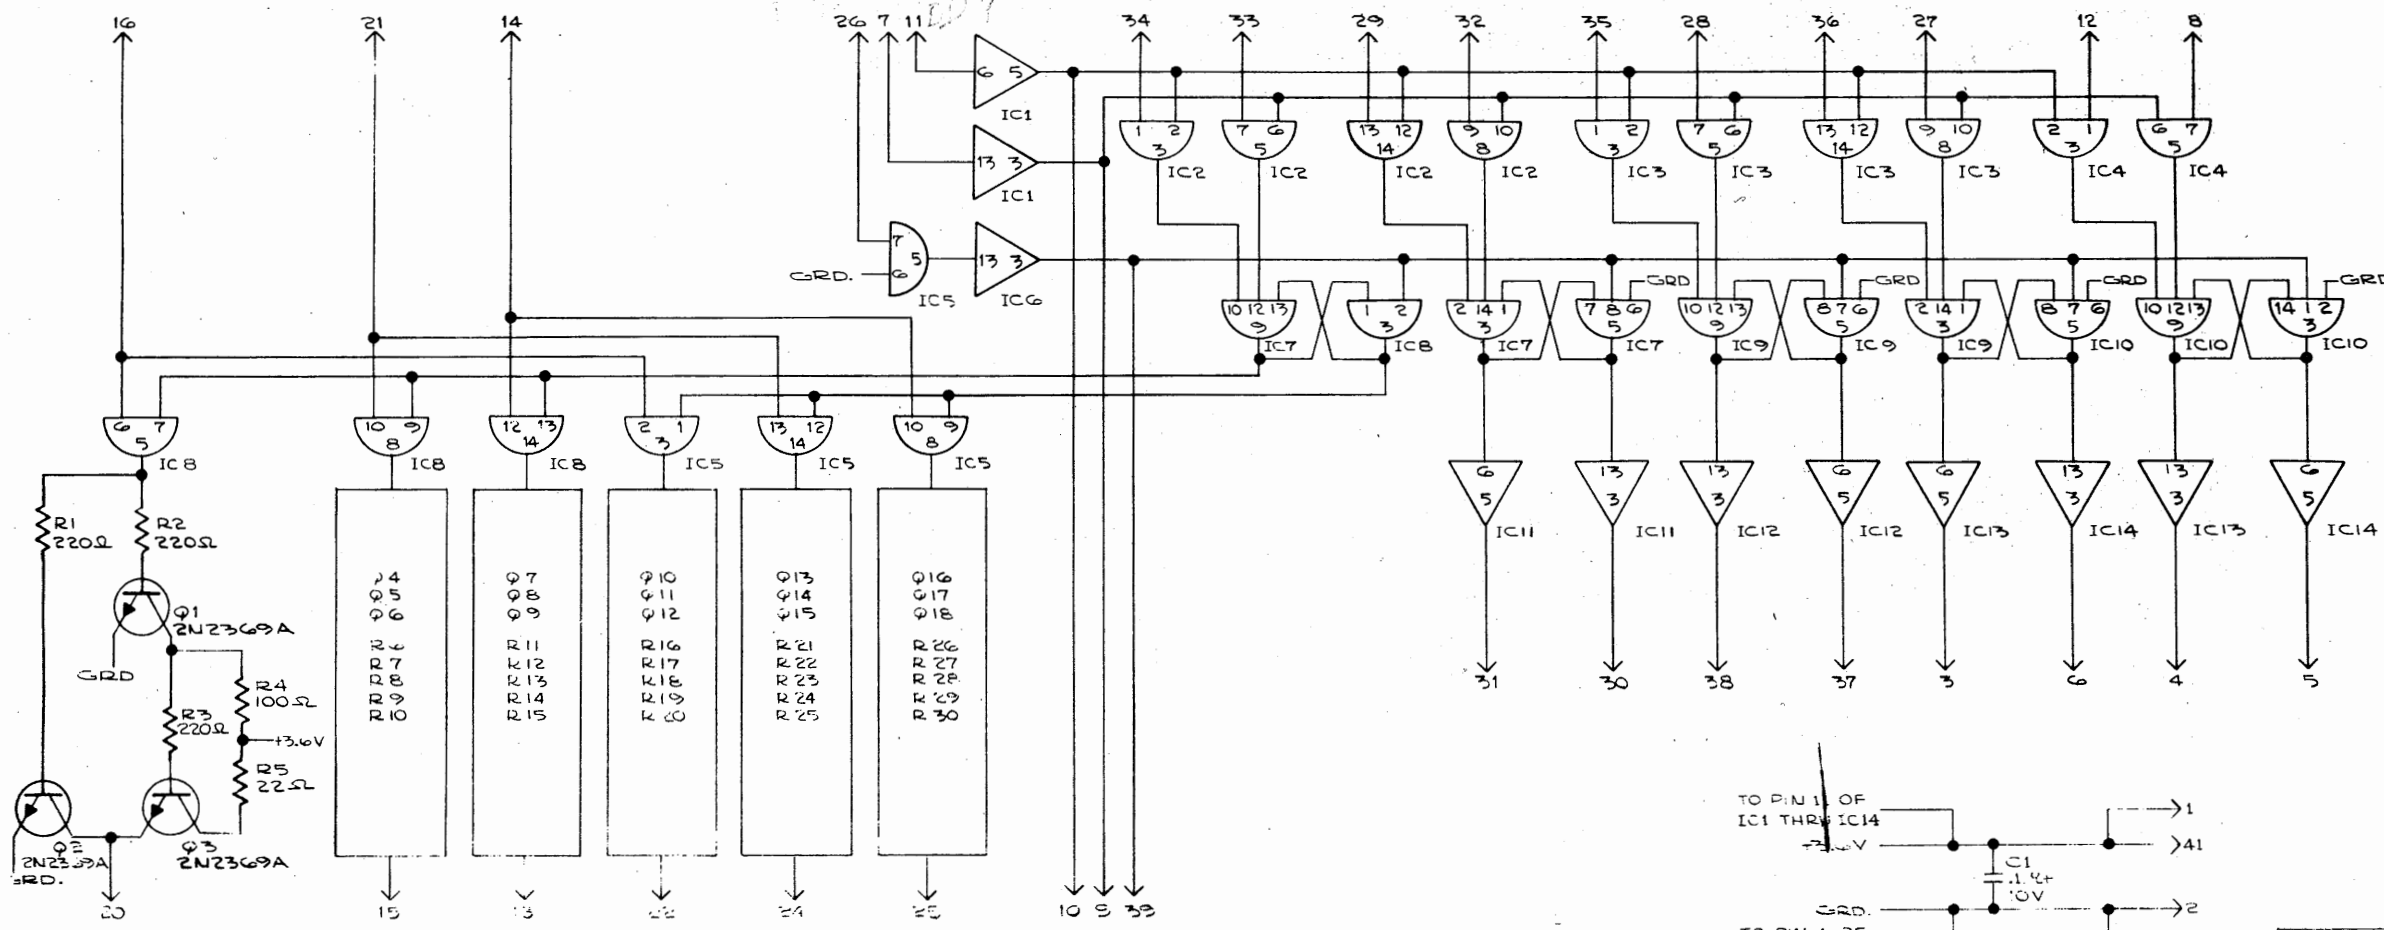 16 21 14 26 7 11 34 33 29 32 35 28 36 27 12 8
6 5
IC1
1 2 7 6 13 12 9 10 1 2 7 6 13 12 9 10 2 1 6 7
3 5 14 8 3 5 14 8 3 5
IC2 IC2 IC2 IC2 IC3 IC3 IC3 IC3 IC4 IC4
13 3
IC1
7
5
GRD. 6
IC5
13 3
IC6
GRD GRD GRD GRD
10 12 13 1 2 2 14 1 7 8 6 10 12 13 8 7 6 2 14 1 8 7 6 10 12 13 14 1 2
9 3 3 5 9 5 3 5 9 3
IC7 IC8 IC7 IC7 IC9 IC9 IC9 IC10 IC10 IC10
6 7 10 9 12 13 2 1 13 12 10 9
5 8 14 3 14 8
IC8 IC8 IC8 IC5 IC5 IC5
6 13 13 6 6 13 13 6
5 3 3 5 5 3 3 5
IC11 IC11 IC12 IC12 IC13 IC14 IC13 IC14
R1
220Ω
R2
220Ω
Q1
2N2369A
GRD
R4
100Ω
R3
220Ω
+3.6V
R5
22Ω
Q2
GRD.
Q3
2N2369A
Q5
Q6
R7
R8
R9
R10
Q7
Q8
Q9
R11
R12
R13
R14
R15
Q10
Q11
Q12
R16
R17
R18
R19
Q13
Q14
Q15
R21
R22
R23
R24
R25
Q16
Q17
Q18
R26
R27
R28
R29
R30
31 30 38 37 3 6 4 5
20 15 13 22 24 25 10 9 39
TO PIN 11 OF
IC1 THRU IC14
1
+3.6V
41
C1
GRD.
2